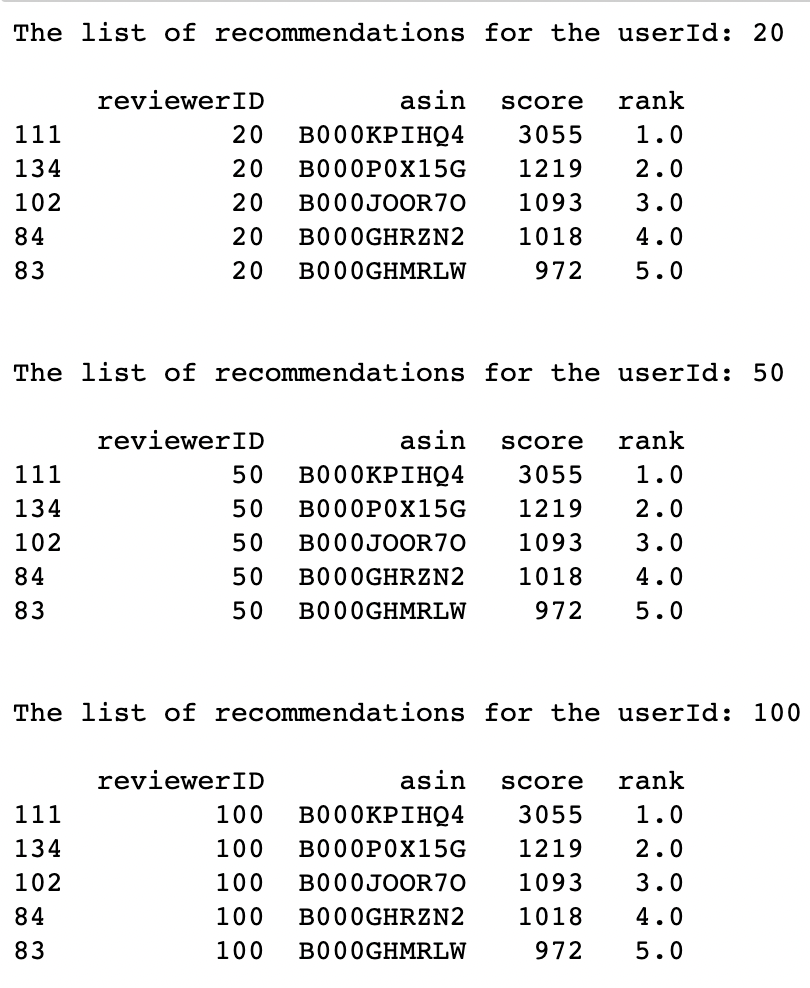 The list of recommendations for the userId: 20
reviewerID asin score rank
111 20 B000KPIHQ4 3055 1.0
134 20 B000P0X15G 1219 2.0
102 20 B000JOOR7O 1093 3.0
84 20 B000GHRZN2 1018 4.0
83 20 B000GHMRLW 972 5.0
The list of recommendations for the userId: 50
reviewerID asin score rank
111 50 B000KPIHQ4 3055 1.0
134 50 B000P0X15G 1219 2.0
102 50 B000JOOR7O 1093 3.0
84 50 B000GHRZN2 1018 4.0
83 50 B000GHMRLW 972 5.0
The list of recommendations for the userId: 100
reviewerID asin score rank
111 100 B000KPIHQ4 3055 1.0
134 100 B000P0X15G 1219 2.0
102 100 B000JOOR7O 1093 3.0
84 100 B000GHRZN2 1018 4.0
83 100 B000GHMRLW 972 5.0